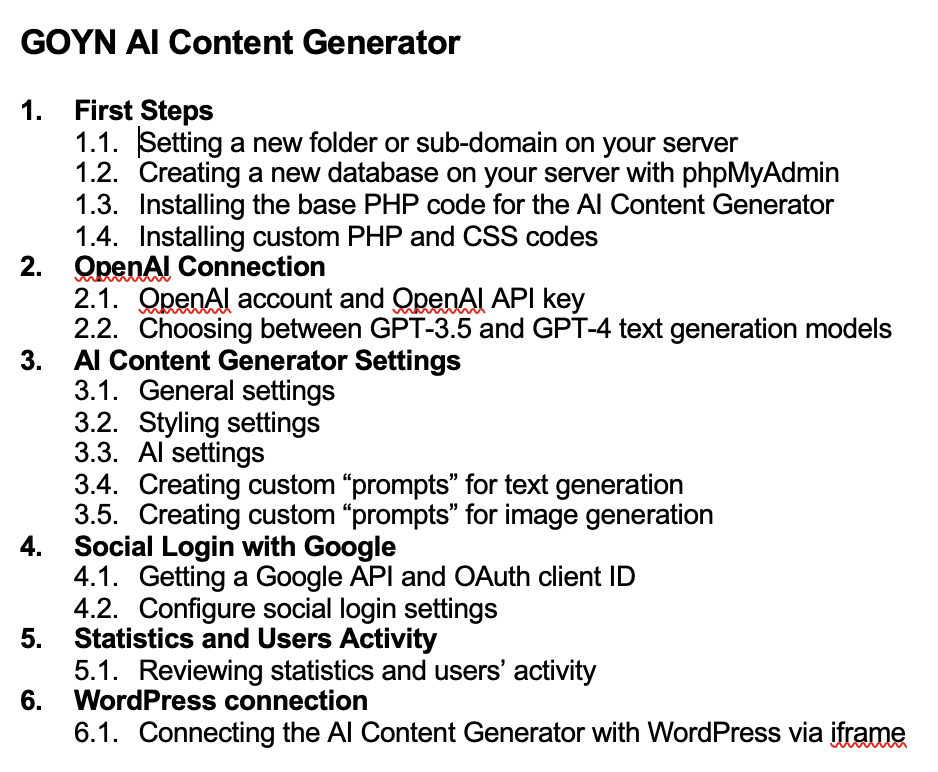 GOYN AI Content Generator
1. First Steps
1.1. Setting a new folder or sub-domain on your server
1.2. Creating a new database on your server with phpMyAdmin
1.3. Installing the base PHP code for the AI Content Generator
1.4. Installing custom PHP and CSS codes
2. OpenAI Connection
2.1. OpenAI account and OpenAI API key
2.2. Choosing between GPT-3.5 and GPT-4 text generation models
3. AI Content Generator Settings
3.1. General settings
3.2. Styling settings
3.3. AI settings
3.4. Creating custom “prompts” for text generation
3.5. Creating custom “prompts” for image generation
4. Social Login with Google
4.1. Getting a Google API and OAuth client ID
4.2. Configure social login settings
5. Statistics and Users Activity
5.1. Reviewing statistics and users’ activity
6. WordPress connection
6.1. Connecting the AI Content Generator with WordPress via iframe